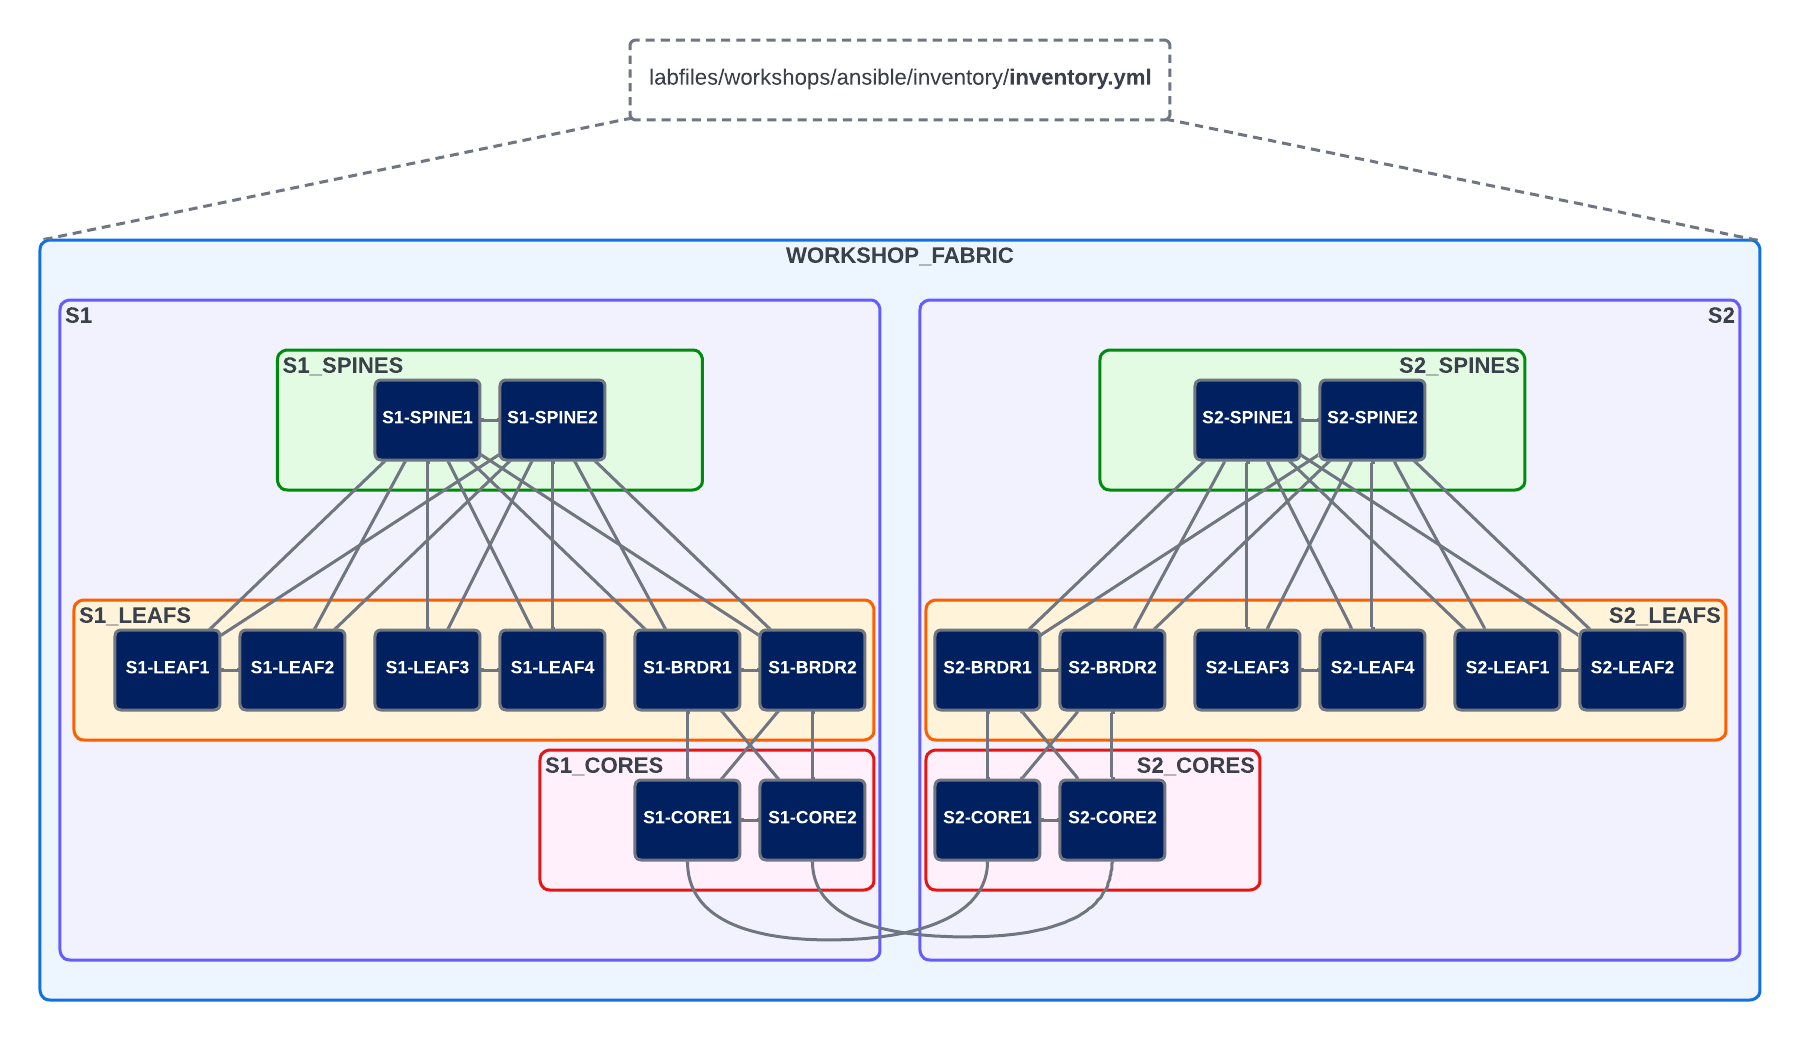 labfiles/workshops/ansible/inventory/inventory.yml
WORKSHOP_FABRIC
S1
S2
S1_SPINES
S1-SPINE1
S1-SPINE2
S2_SPINES
S2-SPINE1
S2-SPINE2
S1_LEAFS
S1-LEAF1
S1-LEAF2
S1-LEAF3
S1-LEAF4
S1-BRDR1
S1-BRDR2
S2_LEAFS
S2-BRDR1
S2-BRDR2
S2-LEAF3
S2-LEAF4
S2-LEAF1
S2-LEAF2
S1_CORES
S1-CORE1
S1-CORE2
S2_CORES
S2-CORE1
S2-CORE2